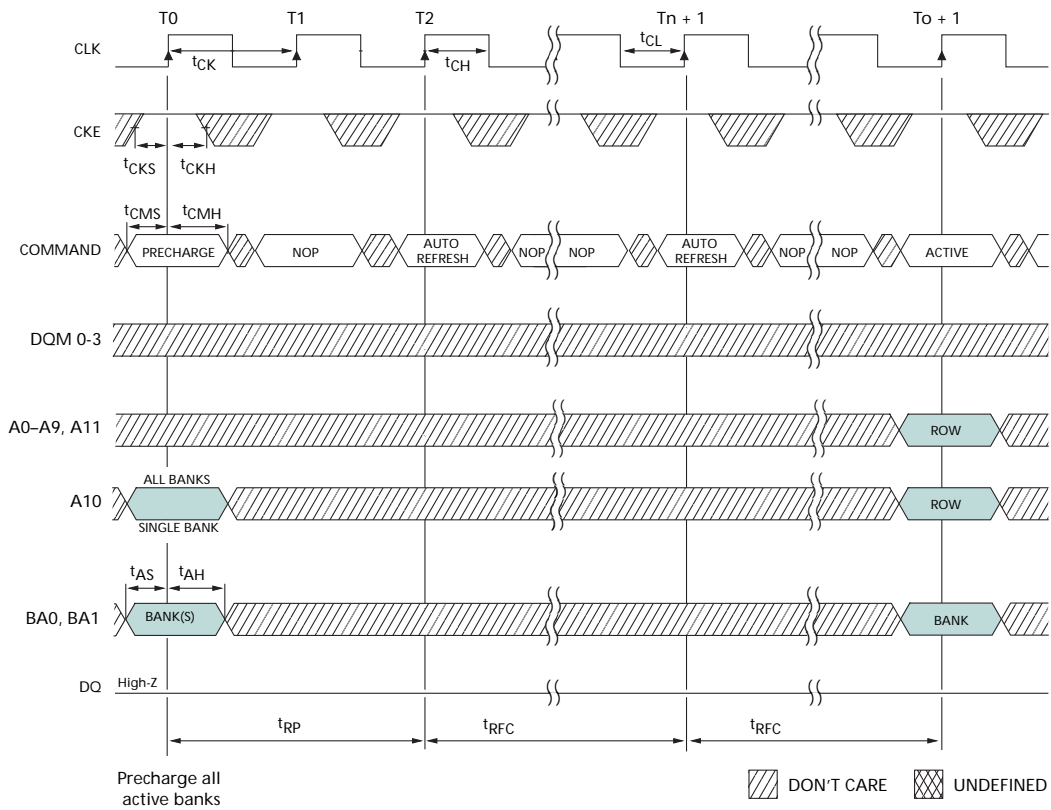 T0 T1 T2 Tn + 1 To + 1
CLK
tCK tCH tCL
CKE
tCKS tCKH
tCMS tCMH
COMMAND PRECHARGE NOP AUTO REFRESH NOP NOP AUTO REFRESH NOP NOP ACTIVE
DQM 0-3
A0–A9, A11 ROW
ALL BANKS
A10 ROW
SINGLE BANK
tAS tAH
BA0, BA1 BANK(S) BANK
DQ High-Z
tRP tRFC tRFC
Precharge all
active banks
DON'T CARE UNDEFINED